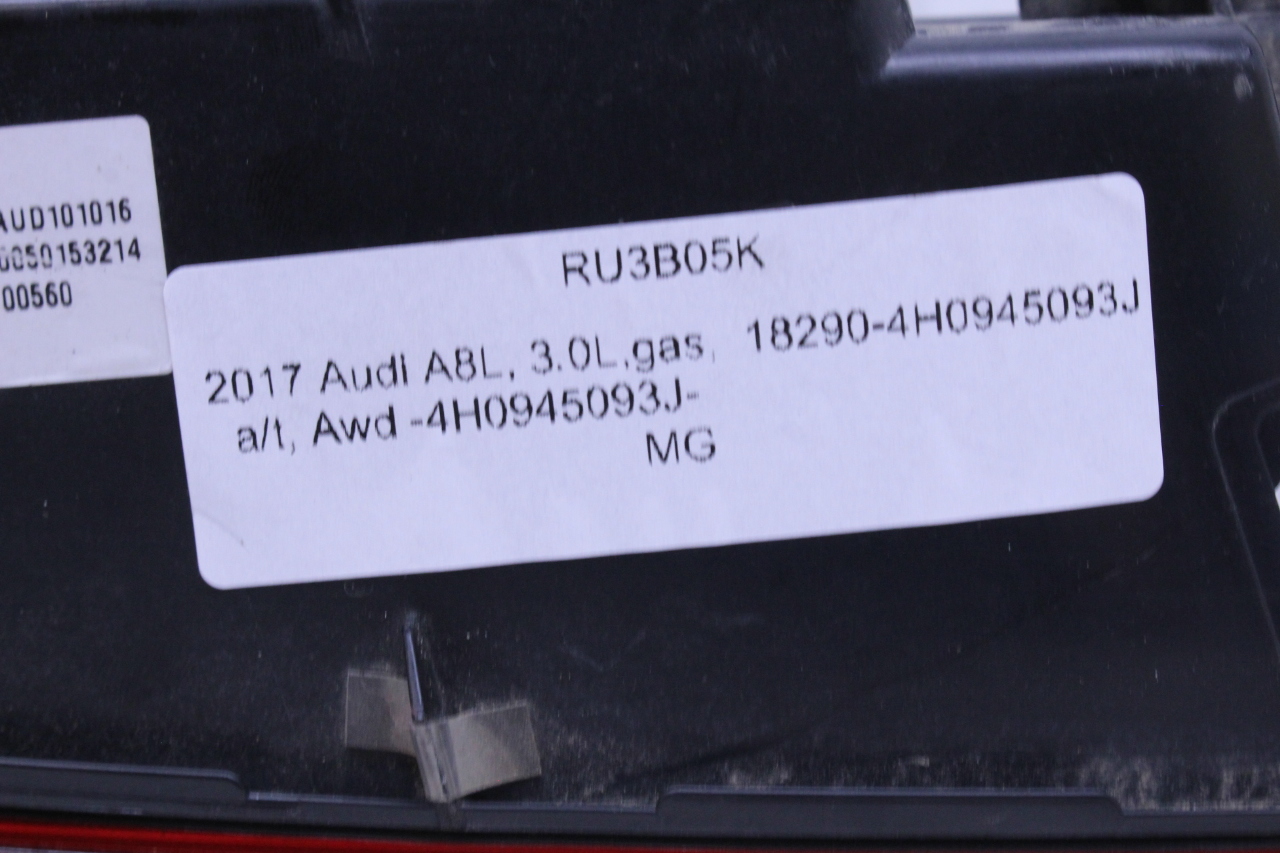 AUD101016
0050153214
00560
RU3B05K
2017 Audi A8L, 3.0L,gas, 18290-4H0945093J
a/t, Awd -4H0945093J-
MG